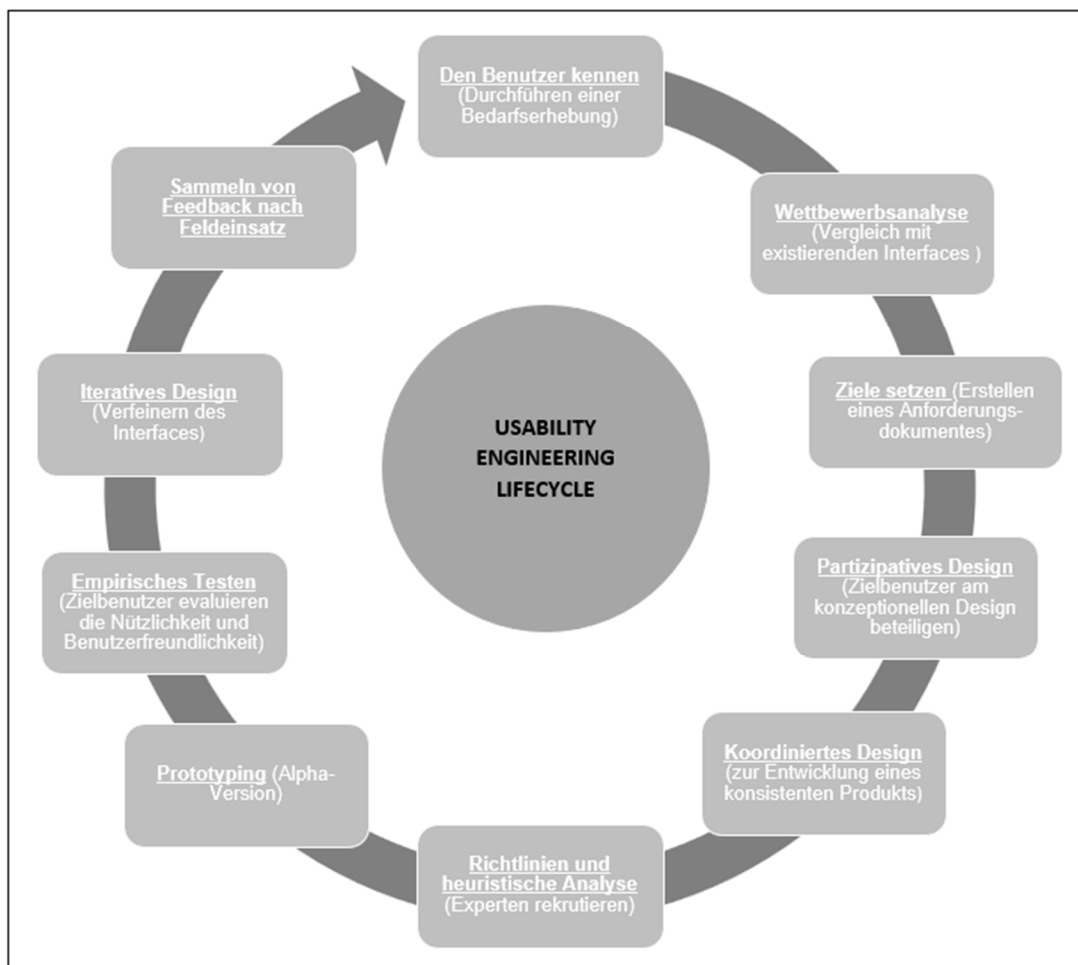 Den Benutzer kennen
(Durchführen einer
Bedarfserhebung)
Wettbewerbsanalyse
(Vergleich mit
existierenden Interfaces )
Ziele setzen (Erstellen
eines Anforderungs-
dokumentes)
Partizipatives Design
(Zielbenutzer am
konzeptionellen Design
beteiligen)
Koordiniertes Design
(zur Entwicklung eines
konsistenten Produkts)
Richtlinien und
heuristische Analyse
(Experten rekrutieren)
Prototyping (Alpha-
Version)
Empirisches Testen
(Zielbenutzer evaluieren
die Nützlichkeit und
Benutzerfreundlichkeit)
Iteratives Design
(Verfeinern des
Interfaces)
Sammeln von
Feedback nach
Feldeinsatz
USABILITY
ENGINEERING
LIFECYCLE